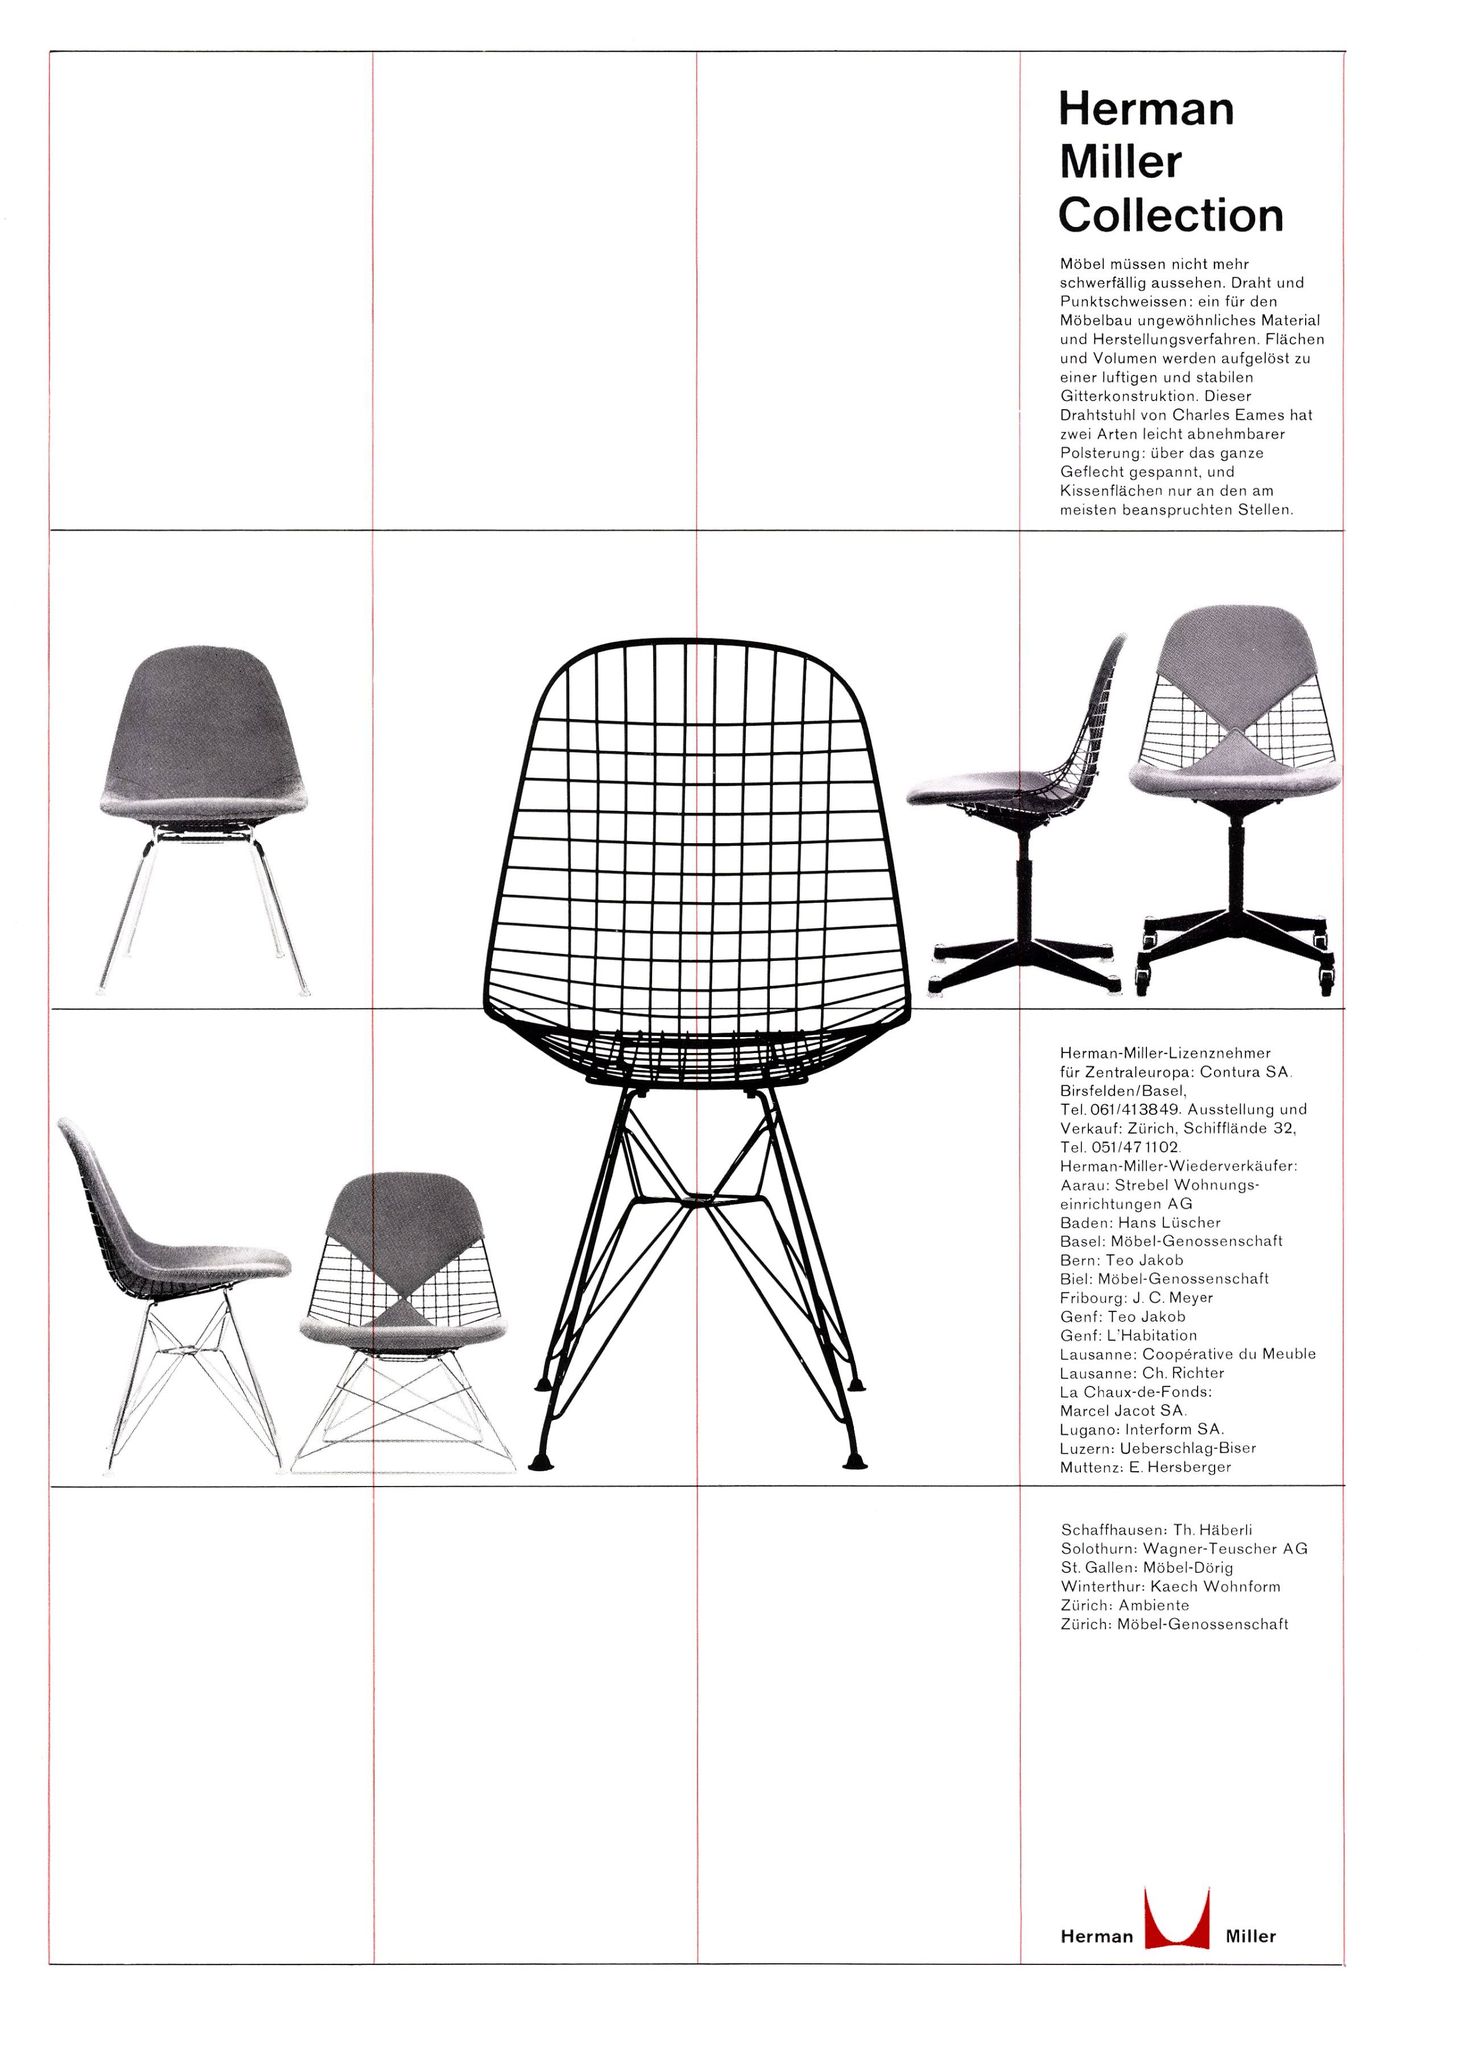 Herman
Miller
Collection
Möbel müssen nicht mehr
schwerfällig aussehen. Draht und
Punktschweissen: ein für den
Möbelbau ungewöhnliches Material
und Herstellungsverfahren. Flächen
und Volumen werden aufgelöst zu
einer luftigen und stabilen
Gitterkonstruktion. Dieser
Drahtstuhl von Charles Eames hat
zwei Arten leicht abnehmbarer
Polsterung: über das ganze
Geflecht gespannt, und
Kissenflächen nur an den am
meisten beanspruchten Stellen.
Herman-Miller-Lizenznehmer
für Zentraleuropa: Contura SA.
Birsfelden/Basel,
Tel. 061/413849. Ausstellung und
Verkauf: Zürich, Schifflände 32,
Tel. 051/471102.
Herman-Miller-Wiederverkäufer:
Aarau: Strebel Wohnungs-
einrichtungen AG
Baden: Hans Lüscher
Basel: Möbel-Genossenschaft
Bern: Teo Jakob
Biel: Möbel-Genossenschaft
Fribourg: J. C. Meyer
Genf: Teo Jakob
Genf: L'Habitation
Lausanne: Coopérative du Meuble
Lausanne: Ch. Richter
La Chaux-de-Fonds:
Marcel Jacot SA.
Lugano: Interform SA.
Luzern: Ueberschlag-Biser
Muttenz: E. Hersberger
Schaffhausen: Th. Häberli
Solothurn: Wagner-Teuscher AG
St. Gallen: Möbel-Dörig
Winterthur: Kaech Wohnform
Zürich: Ambiente
Zürich: Möbel-Genossenschaft
Herman Miller